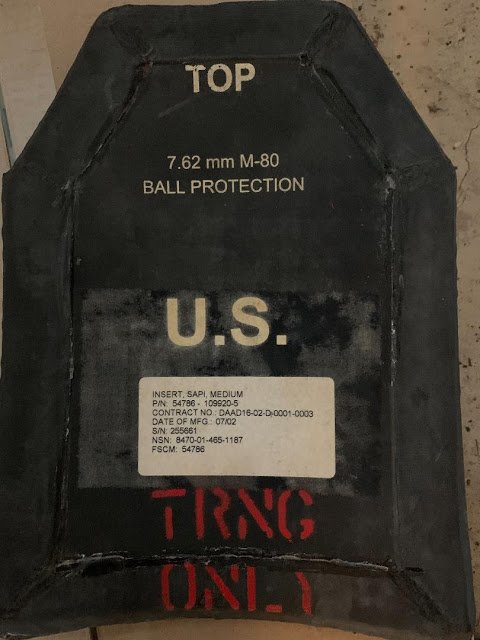 TOP
7.62 mm M-80
BALL PROTECTION
U.S.
INSERT, SAPI, MEDIUM
P/N: 54786 - 109920-5
CONTRACT NO.: DAAD16-02-D-0001-0003
DATE OF MFG.: 07/02
S/N: 255661
NSN: 8470-01-465-1187
FSCM: 54786
TRNG
ONLY